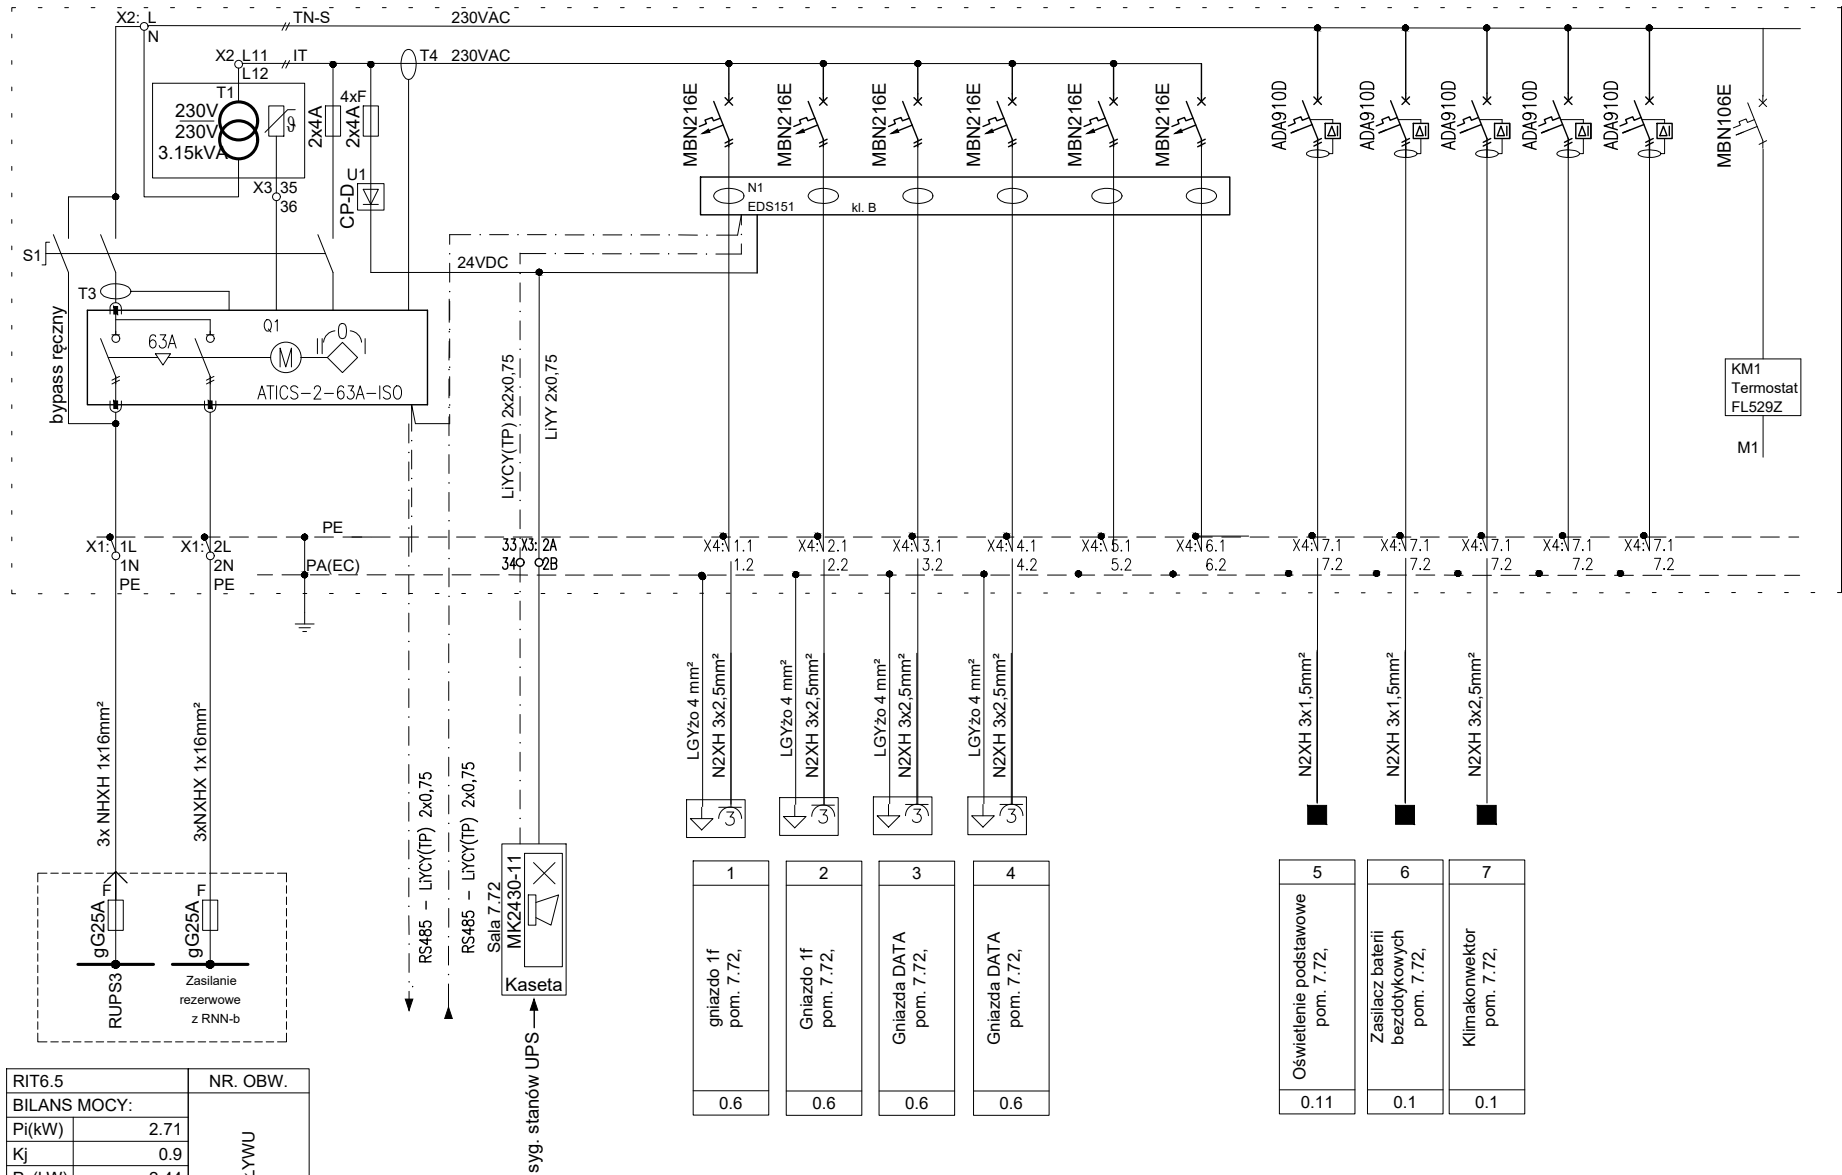 X2: L
N
TN-S
230VAC
X2 L11
L12
IT
T4
230VAC
T1
230V
230V
3.15kVA
ϑ
2x4A
4xF
2x4A
X3 35
36
U1
CP-D
S1
T3
bypass ręczny
24VDC
Q1
63A
M
0
I
II
ATICS-2-63A-ISO
MBN216E
MBN216E
MBN216E
MBN216E
MBN216E
MBN216E
N1
EDS151
kl. B
ADA910D
ADA910D
ADA910D
ADA910D
ADA910D
ΔI
ΔI
ΔI
ΔI
ΔI
MBN106E
KM1
Termostat
FL529Z
M1
LiYCY(TP) 2x2x0,75
LiYY 2x0,75
PE
PA(EC)
X1: 1L
1N
PE
X1: 2L
2N
PE
33 X3: 2A
34 2B
X4: 1.1
1.2
X4: 2.1
2.2
X4: 3.1
3.2
X4: 4.1
4.2
X4: 5.1
5.2
X4: 6.1
6.2
X4: 7.1
7.2
X4: 7.1
7.2
X4: 7.1
7.2
X4: 7.1
7.2
X4: 7.1
7.2
3x NHXH 1x16mm²
3xNXHX 1x16mm²
F
gG25A
F
gG25A
RUPS3
Zasilanie
rezerwowe
z RNN-b
RS485 - LiYCY(TP) 2x0,75
RS485 - LiYCY(TP) 2x0,75
Sala 7.72
MK2430-11
Kaseta
syg. stanów UPS
LGYżo 4 mm²
N2XH 3x2,5mm²
LGYżo 4 mm²
N2XH 3x2,5mm²
LGYżo 4 mm²
N2XH 3x2,5mm²
LGYżo 4 mm²
N2XH 3x2,5mm²
N2XH 3x1,5mm²
N2XH 3x1,5mm²
N2XH 3x2,5mm²
3
3
3
3
1
gniazdo 1f
pom. 7.72,
0.6
2
Gniazdo 1f
pom. 7.72,
0.6
3
Gniazda DATA
pom. 7.72,
0.6
4
Gniazda DATA
pom. 7.72,
0.6
5
Oświetlenie podstawowe
pom. 7.72,
0.11
6
Zasilacz baterii
bezdotykowych
pom. 7.72,
0.1
7
Klimakonwektor
pom. 7.72,
0.1
RIT6.5
NR. OBW.
BILANS MOCY:
Pi(kW) 2.71
Kj 0.9